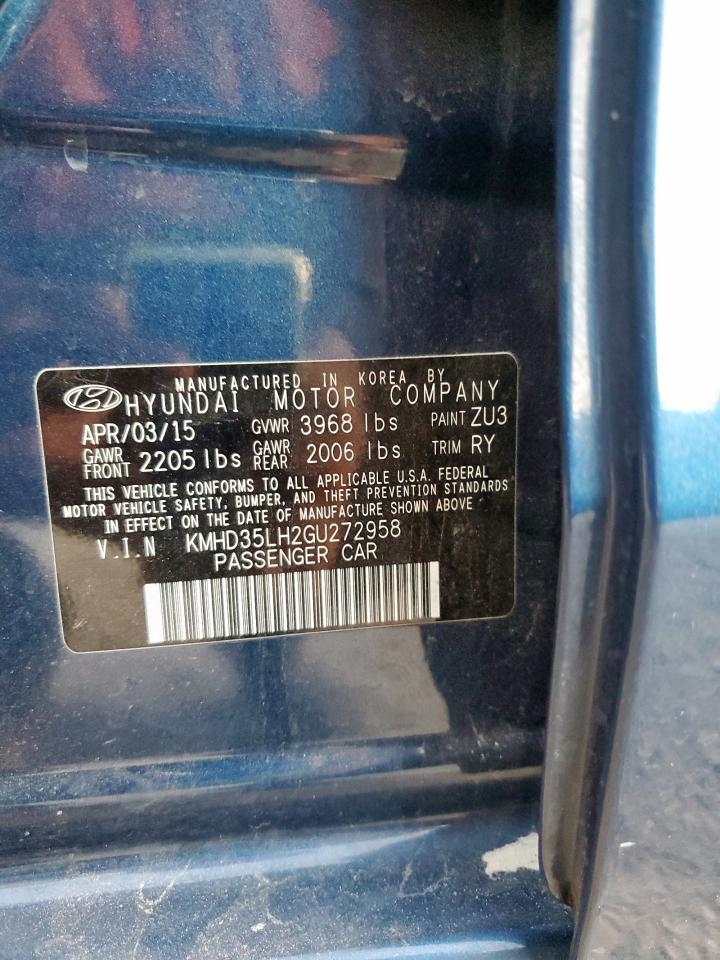 MANUFACTURED IN KOREA BY
HYUNDAI MOTOR COMPANY
APR/03/15 GVWR 3968 lbs PAINT ZU3
GAWR FRONT 2205 lbs GAWR REAR 2006 lbs TRIM RY
THIS VEHICLE CONFORMS TO ALL APPLICABLE U.S.A. FEDERAL
MOTOR VEHICLE SAFETY, BUMPER, AND THEFT PREVENTION STANDARDS
IN EFFECT ON THE DATE OF MANUFACTURE SHOWN ABOVE
V.I.N KMHD35LH2GU272958
PASSENGER CAR